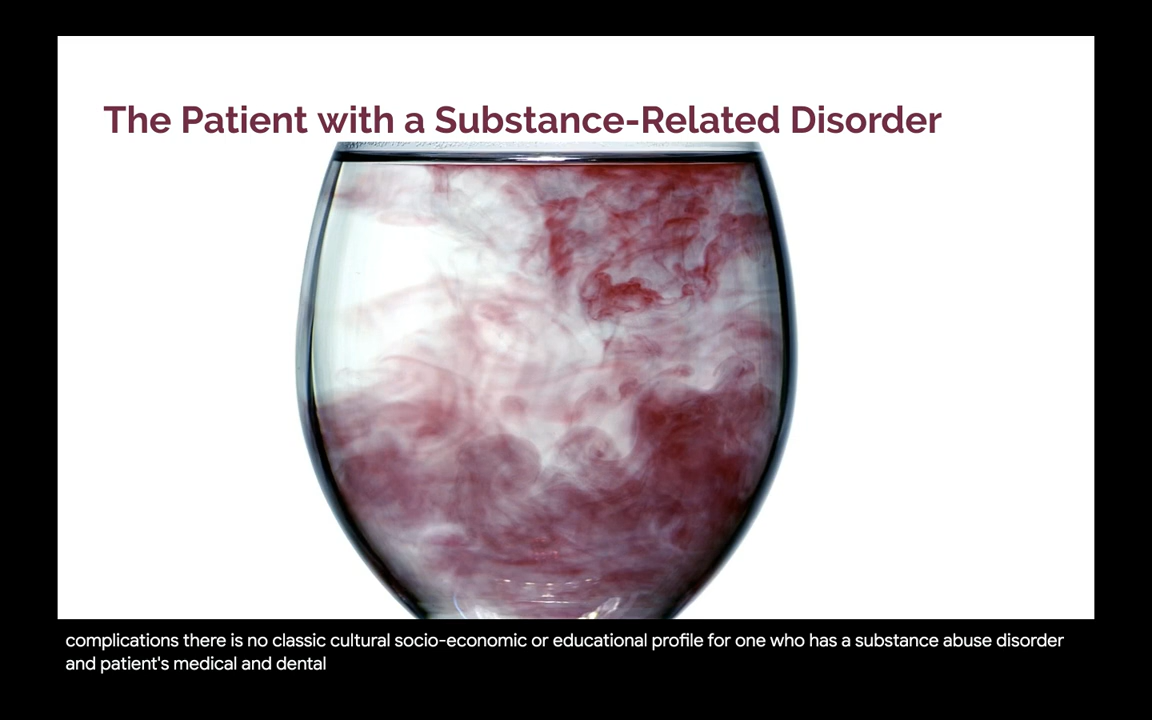 The Patient with a Substance-Related Disorder
complications there is no classic cultural socio-economic or educational profile for one who has a substance abuse disorder
and patient's medical and dental